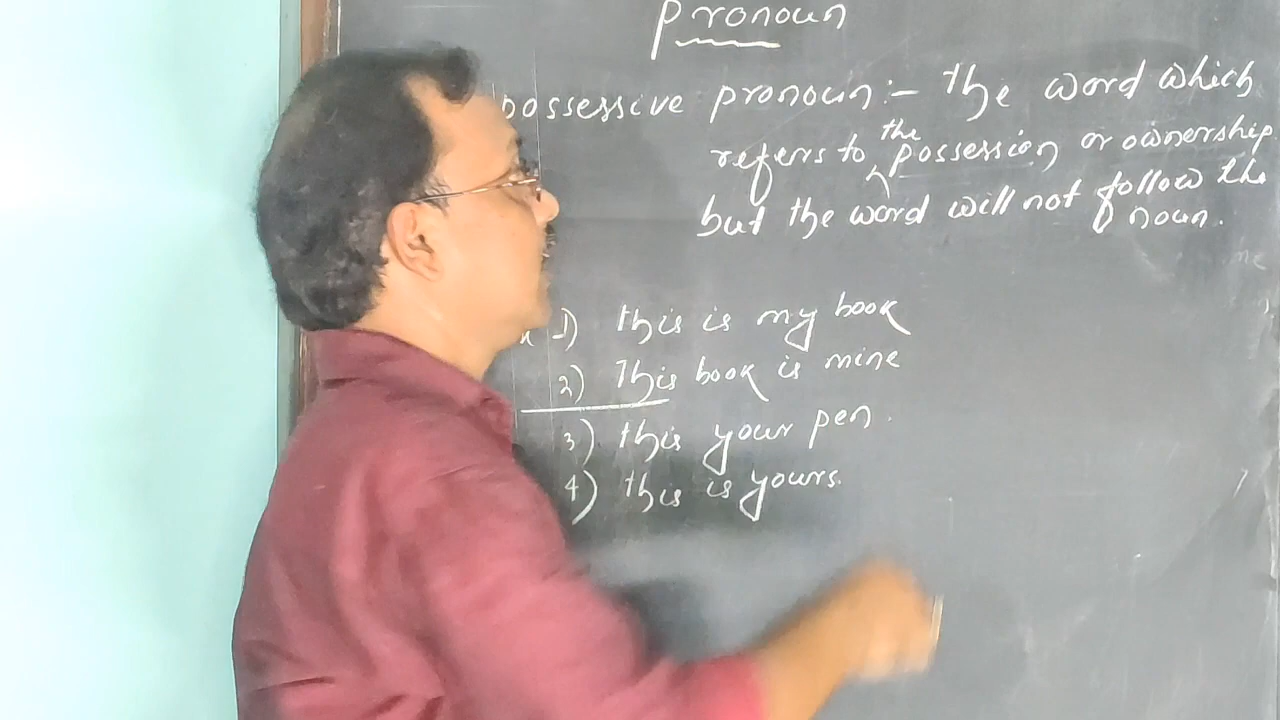 Pronoun
possessive pronoun:- The word which
refers to the possession or ownership
but the word will not follow the
noun.
1) this is my book
2) This book is mine
3) this your pen.
4) this is yours.